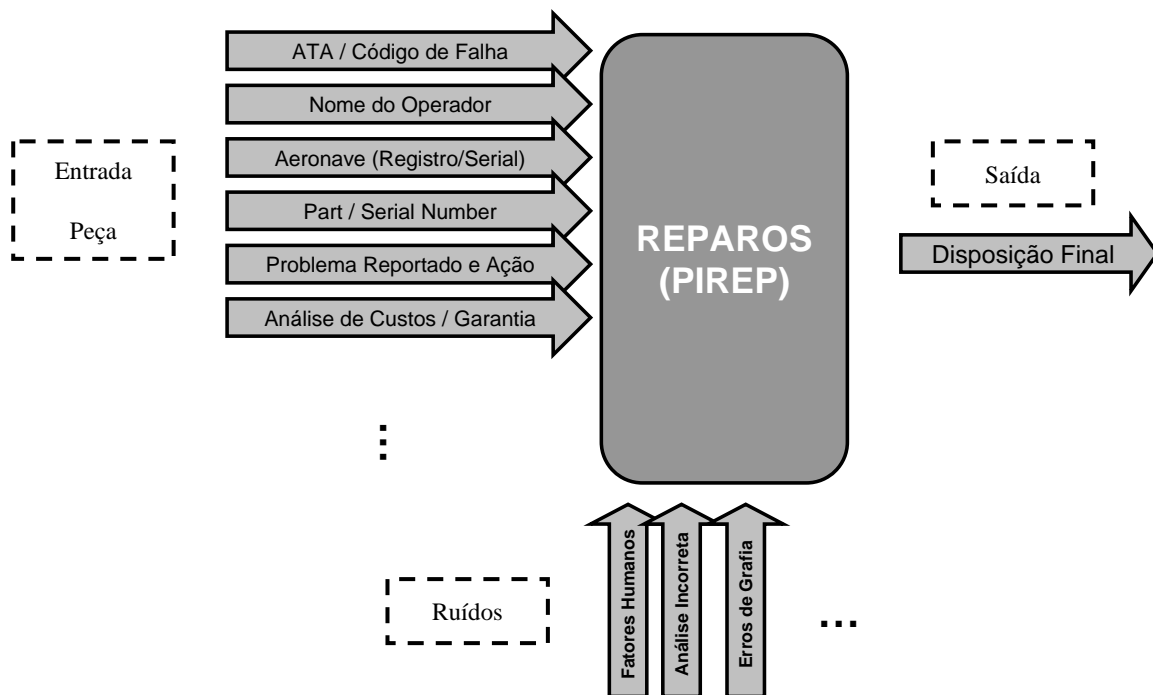 ATA / Código de Falha
Nome do Operador
Aeronave (Registro/Serial)
Part / Serial Number
Problema Reportado e Ação
Análise de Custos / Garantia
Entrada
Peça
...
REPAROS
(PIREP)
Saída
Disposição Final
Ruídos
Fatores Humanos
Análise Incorreta
Erros de Grafia
...